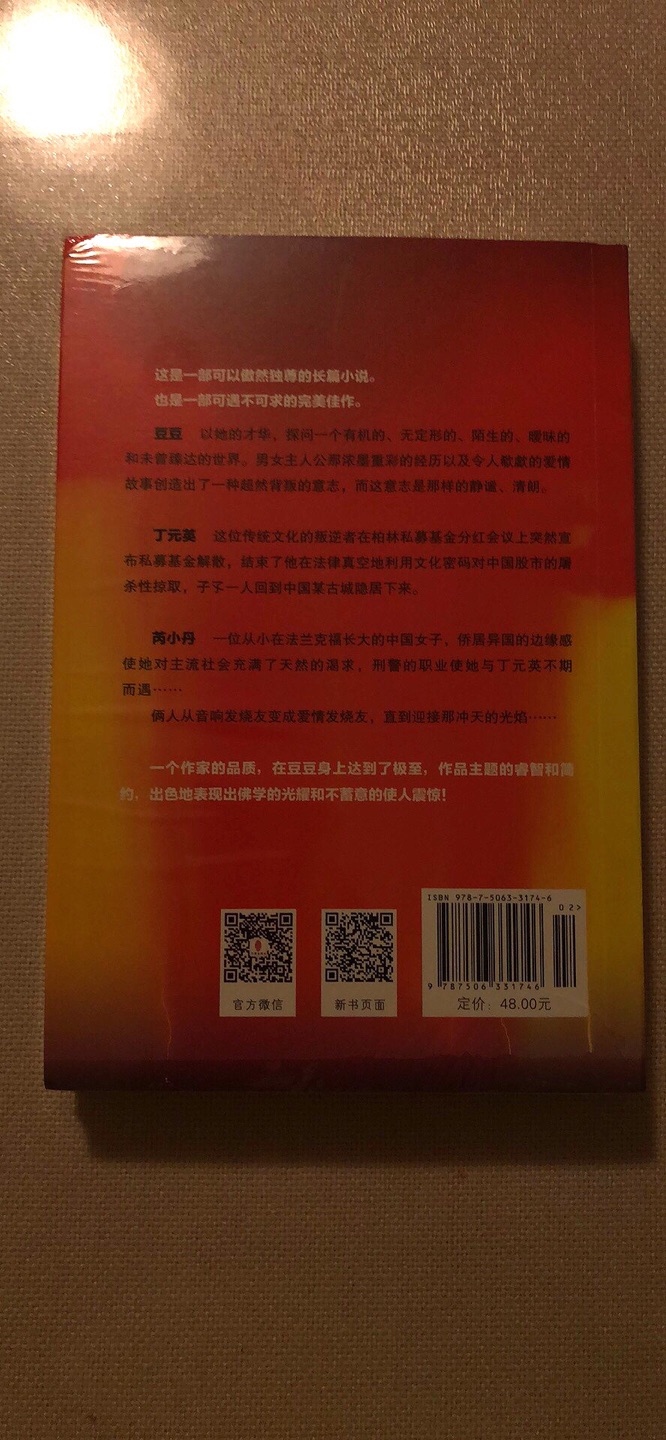 这是一部可以傲然独尊的长篇小说。
也是一部可遇不可求的完美佳作。
豆豆 以她的才华，探问一个有机的、无定形的、陌生的、暧昧的
和未曾臻达的世界。男女主人公那浓墨重彩的经历以及令人歇歔的爱情
故事创造出了一种超然背叛的意志，而这意志是那样的静谧、清朗。
丁元英 这位传统文化的叛逆者在柏林私募基金分红会议上突然宣
布私募基金解散，结束了他在法律真空地利用文化密码对中国股市的屠
杀性掠取，孑孓一人回到中国某古城隐居下来。
芮小丹 一位从小在法兰克福长大的中国女子，侨居异国的边缘感
使她对主流社会充满了天然的渴求，刑警的职业使她与丁元英不期
而遇……
俩人从音响发烧友变成爱情发烧友，直到迎接那冲天的光焰……
一个作家的品质，在豆豆身上达到了极至，作品主题的睿智和简
约，出色地表现出佛学的光耀和不蓄意的使人震惊！
ISBN 978-7-5063-3174-6
02>
9 787506 331746
官方微信
新书页面
定价：48.00元